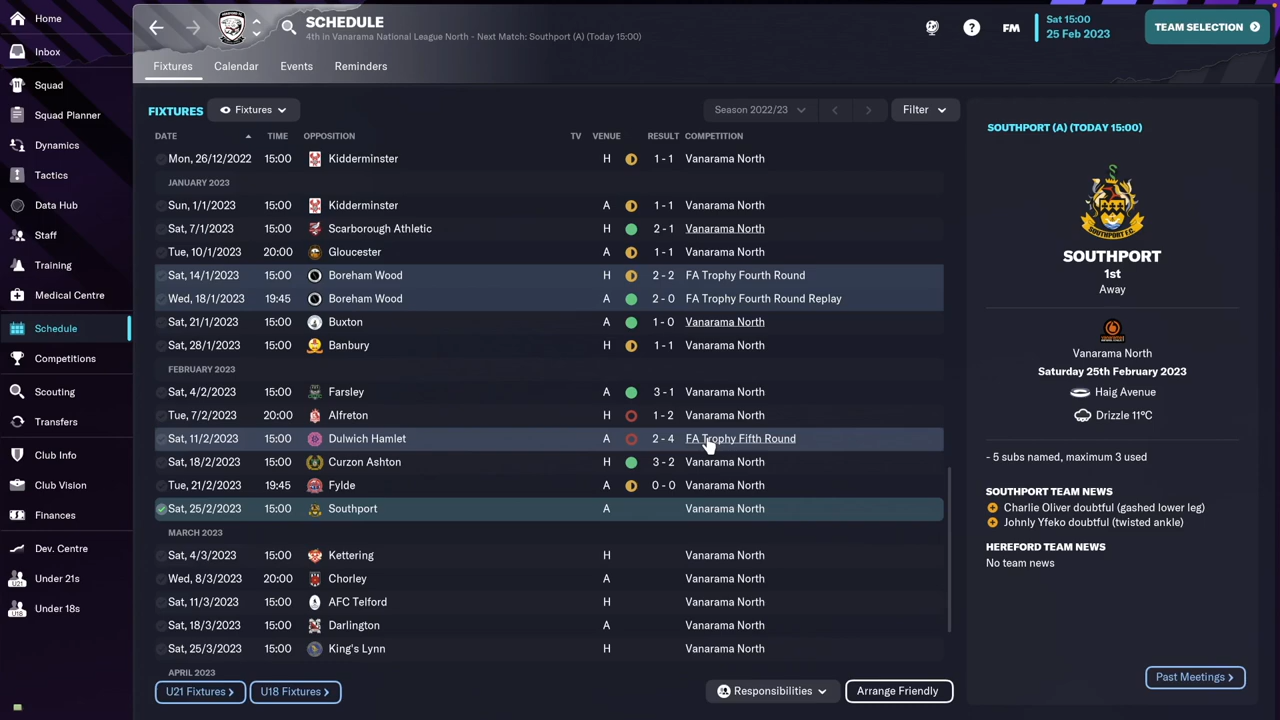 Home
Inbox
Squad
Squad Planner
Dynamics
Tactics
Data Hub
Staff
Training
Medical Centre
Schedule
Competitions
Scouting
Transfers
Club Info
Club Vision
Finances
Dev. Centre
U21 Under 21s
U18 Under 18s
SCHEDULE
4th in Vanarama National League North - Next Match: Southport (A) (Today 15:00)
? FM Sat 15:00
25 Feb 2023
TEAM SELECTION
Fixtures Calendar Events Reminders
FIXTURES Fixtures Season 2022/23 Filter
DATE TIME OPPOSITION TV VENUE RESULT COMPETITION
Mon, 26/12/2022 15:00 Kidderminster H 1 - 1 Vanarama North
JANUARY 2023
Sun, 1/1/2023 15:00 Kidderminster A 1 - 1 Vanarama North
Sat, 7/1/2023 15:00 Scarborough Athletic H 2 - 1 Vanarama North
Tue, 10/1/2023 20:00 Gloucester A 1 - 1 Vanarama North
Sat, 14/1/2023 15:00 Boreham Wood H 2 - 2 FA Trophy Fourth Round
Wed, 18/1/2023 19:45 Boreham Wood A 2 - 0 FA Trophy Fourth Round Replay
Sat, 21/1/2023 15:00 Buxton A 1 - 0 Vanarama North
Sat, 28/1/2023 15:00 Banbury H 1 - 1 Vanarama North
FEBRUARY 2023
Sat, 4/2/2023 15:00 Farsley A 3 - 1 Vanarama North
Tue, 7/2/2023 20:00 Alfreton H 1 - 2 Vanarama North
Sat, 11/2/2023 15:00 Dulwich Hamlet A 2 - 4 FA Trophy Fifth Round
Sat, 18/2/2023 15:00 Curzon Ashton H 3 - 2 Vanarama North
Tue, 21/2/2023 19:45 Fylde A 0 - 0 Vanarama North
Sat, 25/2/2023 15:00 Southport A Vanarama North
MARCH 2023
Sat, 4/3/2023 15:00 Kettering H Vanarama North
Wed, 8/3/2023 20:00 Chorley A Vanarama North
Sat, 11/3/2023 15:00 AFC Telford H Vanarama North
Sat, 18/3/2023 15:00 Darlington A Vanarama North
Sat, 25/3/2023 15:00 King's Lynn H Vanarama North
APRIL 2023
U21 Fixtures > U18 Fixtures > Responsibilities Arrange Friendly
SOUTHPORT (A) (TODAY 15:00)
SOUTHPORT
1st
Away
Vanarama North
Saturday 25th February 2023
Haig Avenue
Drizzle 11°C
- 5 subs named, maximum 3 used
SOUTHPORT TEAM NEWS
Charlie Oliver doubtful (gashed lower leg)
Johnly Yfeko doubtful (twisted ankle)
HEREFORD TEAM NEWS
No team news
Past Meetings >